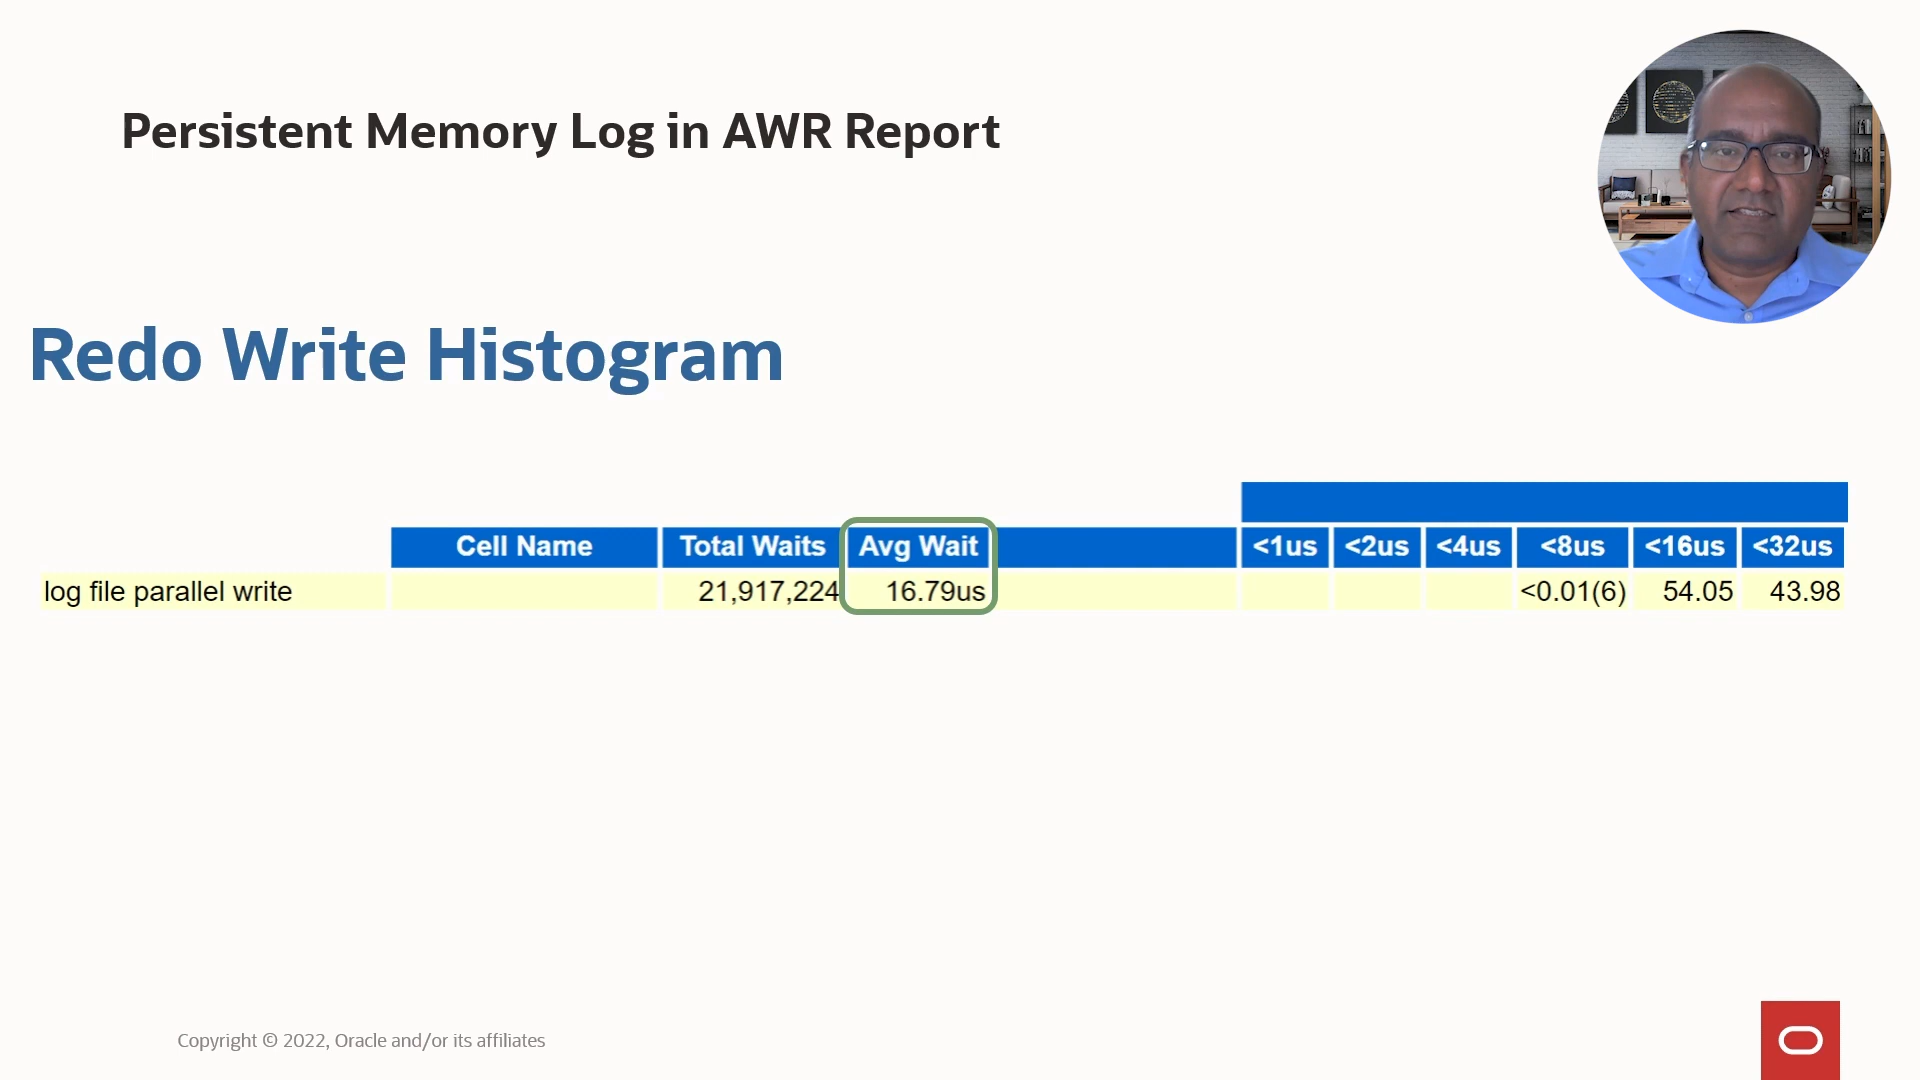 Persistent Memory Log in AWR Report
Redo Write Histogram
Cell Name Total Waits Avg Wait <1us <2us <4us <8us <16us <32us
log file parallel write 21,917,224 16.79us <0.01(6) 54.05 43.98
Copyright © 2022, Oracle and/or its affiliates